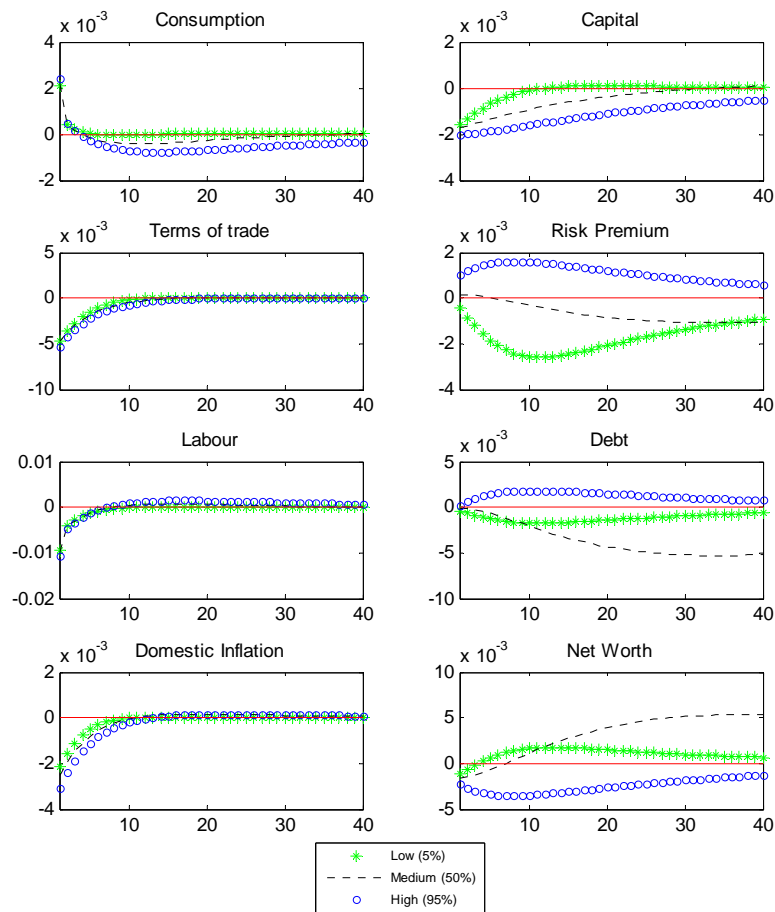 Consumption
Capital
x 10-3
x 10-3
4
2
0
-2
10 20 30 40
2
0
-2
-4
10 20 30 40
Terms of trade
Risk Premium
x 10-3
x 10-3
5
0
-5
-10
10 20 30 40
2
0
-2
-4
10 20 30 40
Labour
Debt
x 10-3
0.01
0
-0.01
-0.02
10 20 30 40
5
0
-5
-10
10 20 30 40
Domestic Inflation
Net Worth
x 10-3
x 10-3
2
0
-2
-4
10 20 30 40
10
5
0
-5
10 20 30 40
Low (5%)
Medium (50%)
High (95%)